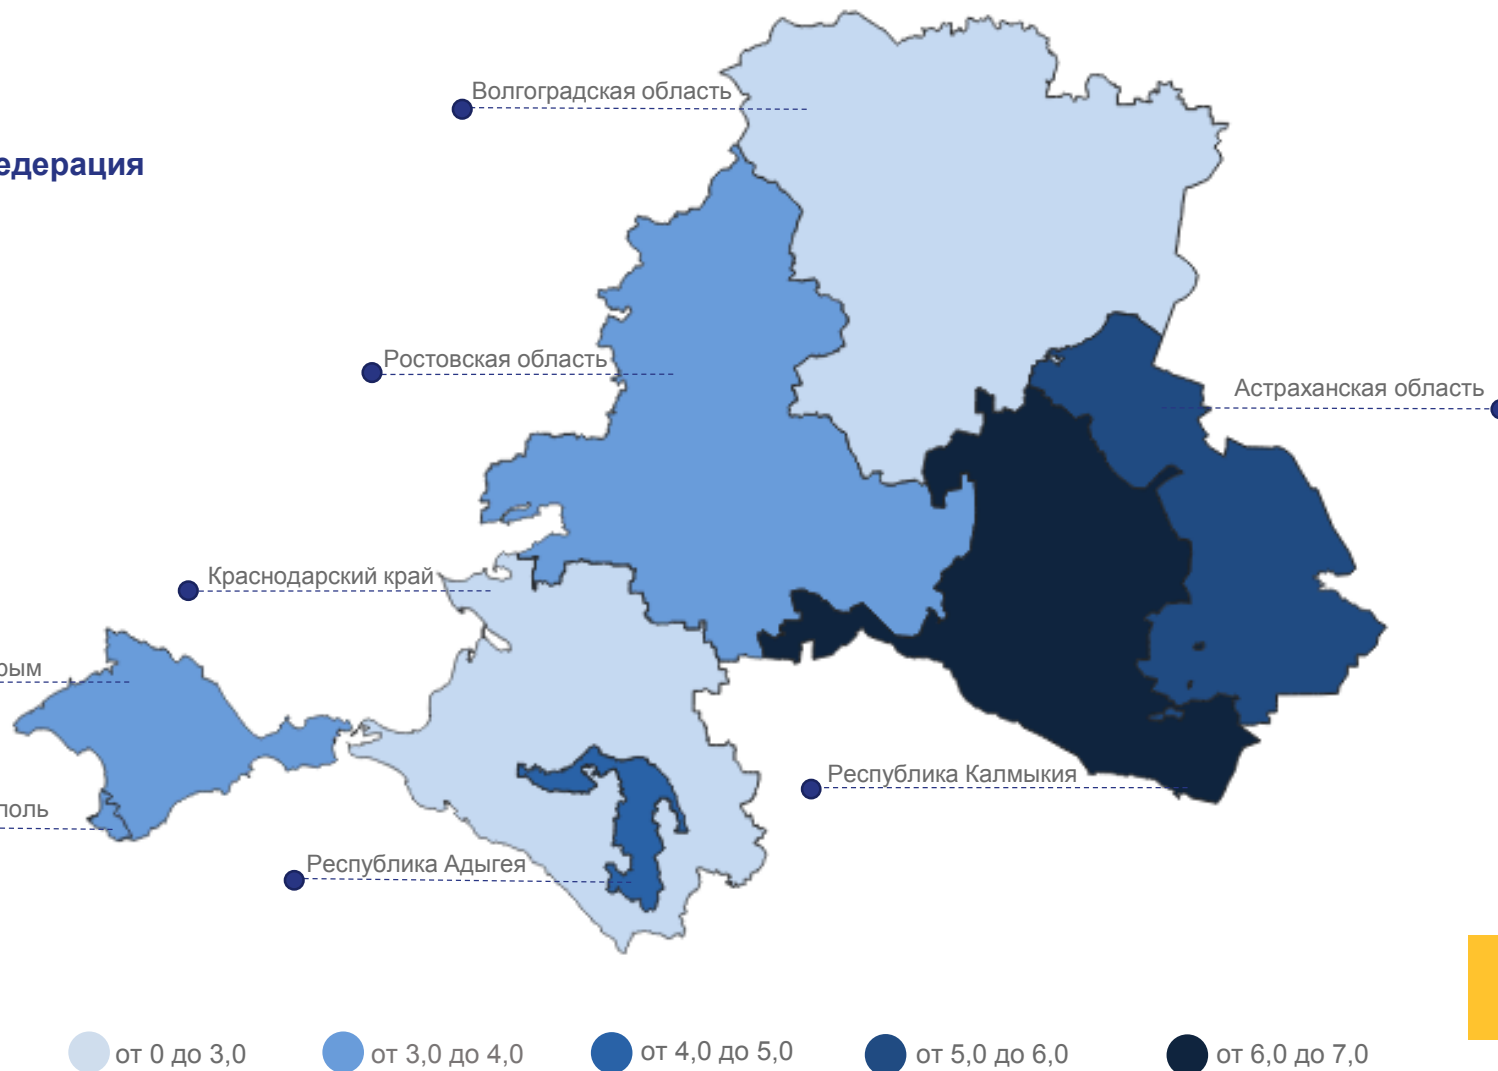 Волгоградская область
едерация
Ростовская область
Астраханская область
Краснодарский край
рым
Республика Калмыкия
поль
Республика Адыгея
от 0 до 3,0
от 3,0 до 4,0
от 4,0 до 5,0
от 5,0 до 6,0
от 6,0 до 7,0